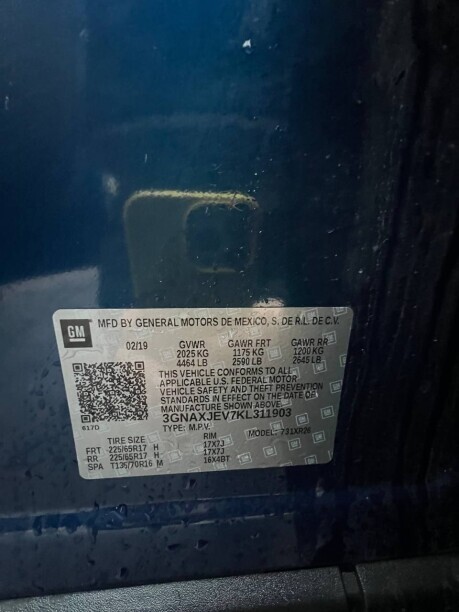 GM MFD BY GENERAL MOTORS DE MEXICO, S. DE R.L. DE C.V.
02/19 GVWR GAWR FRT GAWR RR
2025 KG 1175 KG 1200 KG
4464 LB 2590 LB 2645 LB
THIS VEHICLE CONFORMS TO ALL
APPLICABLE U.S. FEDERAL MOTOR
VEHICLE SAFETY AND THEFT PREVENTION
STANDARDS IN EFFECT ON THE DATE OF
MANUFACTURE SHOWN ABOVE.
3GNAXJEV7KL311903
617D TYPE: M.P.V. MODEL:
TIRE SIZE RIM
FRT 225/65R17 H 17X7J
RR 225/65R17 H 17X7J
SPA T135/70R16 M 16X4BT